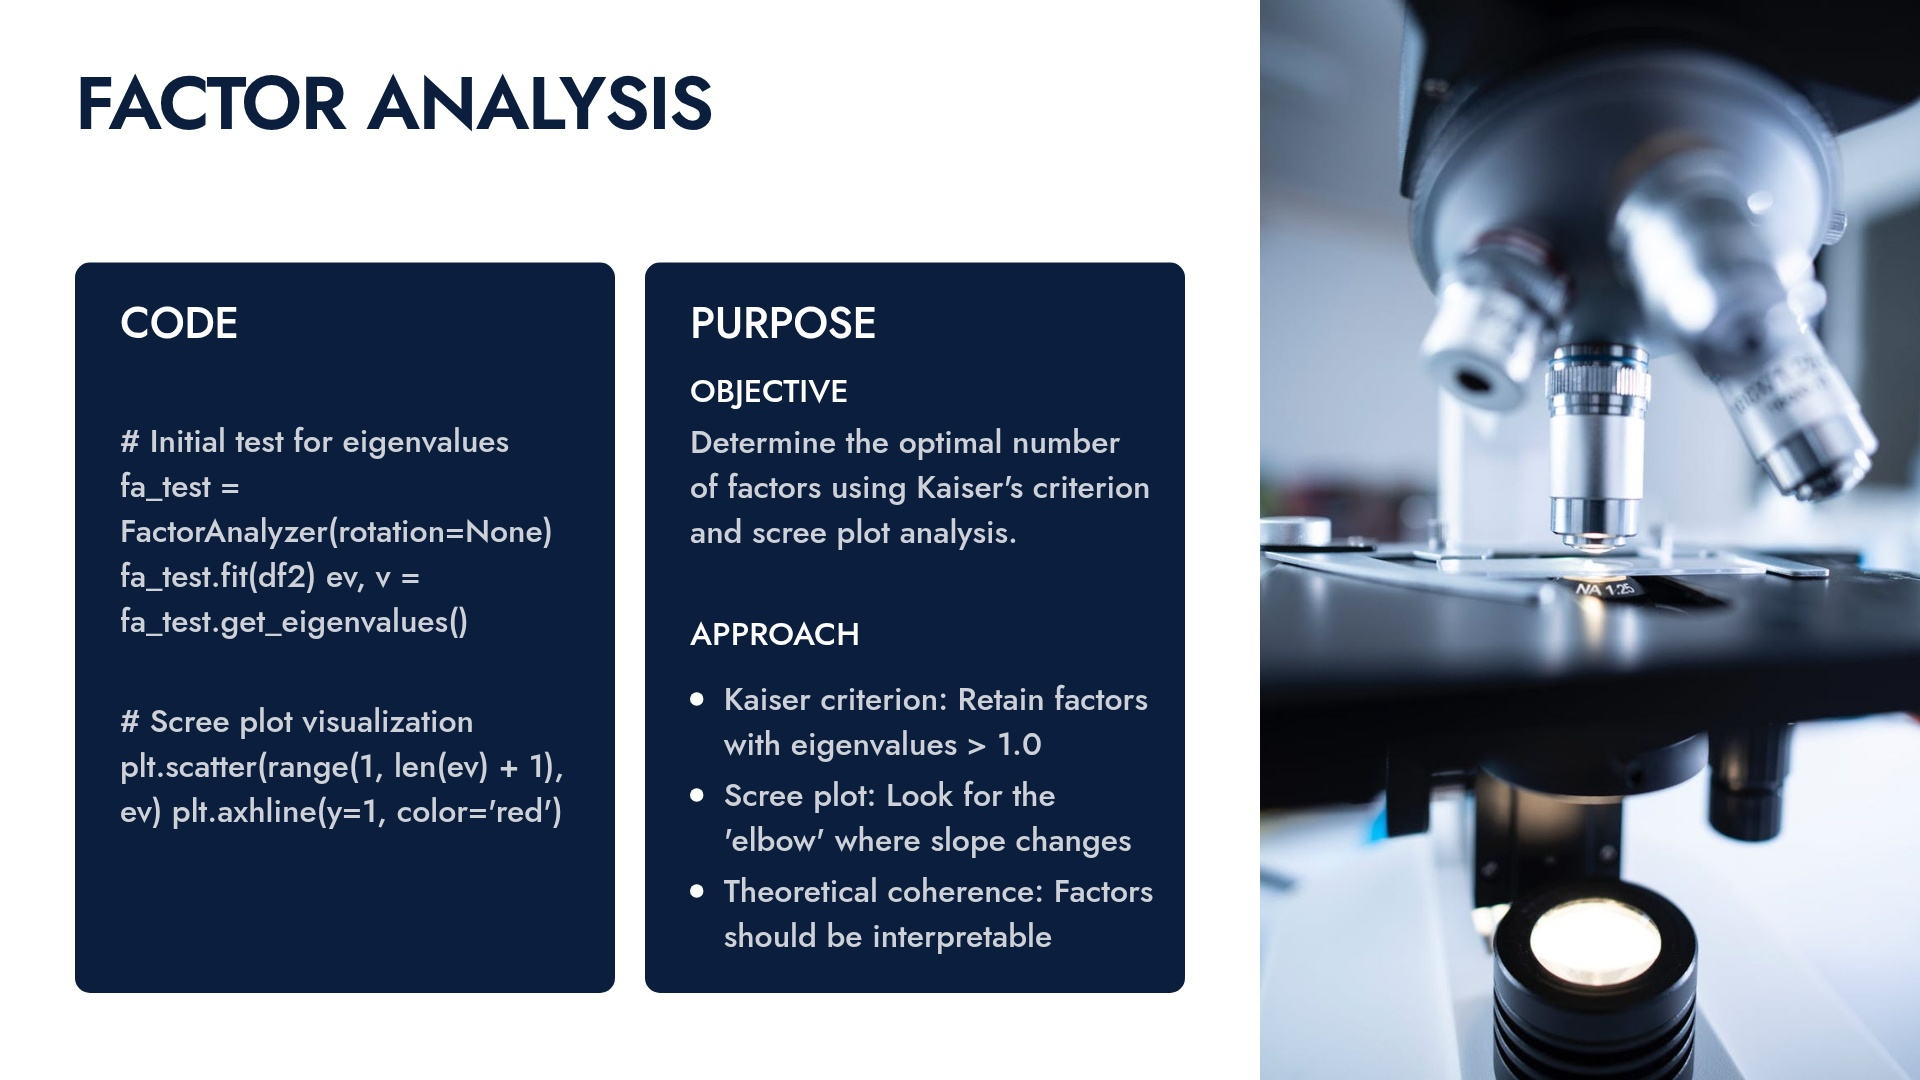 FACTOR ANALYSIS
CODE
# Initial test for eigenvalues
fa_test =
FactorAnalyzer(rotation=None)
fa_test.fit(df2) ev, v =
fa_test.get_eigenvalues()
# Scree plot visualization
plt.scatter(range(1, len(ev) + 1),
ev) plt.axhline(y=1, color='red')
PURPOSE
OBJECTIVE
Determine the optimal number
of factors using Kaiser's criterion
and scree plot analysis.
APPROACH
• Kaiser criterion: Retain factors
with eigenvalues > 1.0
• Scree plot: Look for the
'elbow' where slope changes
• Theoretical coherence: Factors
should be interpretable
NA 1.25